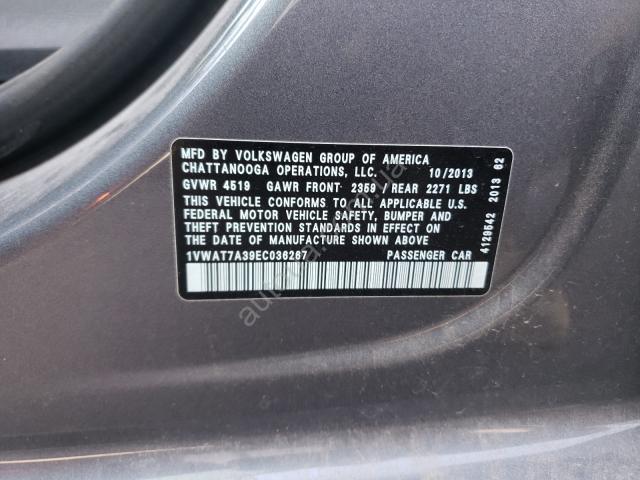 MFD BY VOLKSWAGEN GROUP OF AMERICA
CHATTANOOGA OPERATIONS, LLC. 10/2013
GVWR 4519 GAWR FRONT 2359 / REAR 2271 LBS
THIS VEHICLE CONFORMS TO ALL APPLICABLE U.S.
FEDERAL MOTOR VEHICLE SAFETY, BUMPER AND
THEFT PREVENTION STANDARDS IN EFFECT ON
THE DATE OF MANUFACTURE SHOWN ABOVE
1VWAT7A39EC036267 PASSENGER CAR
4129542 2013 62